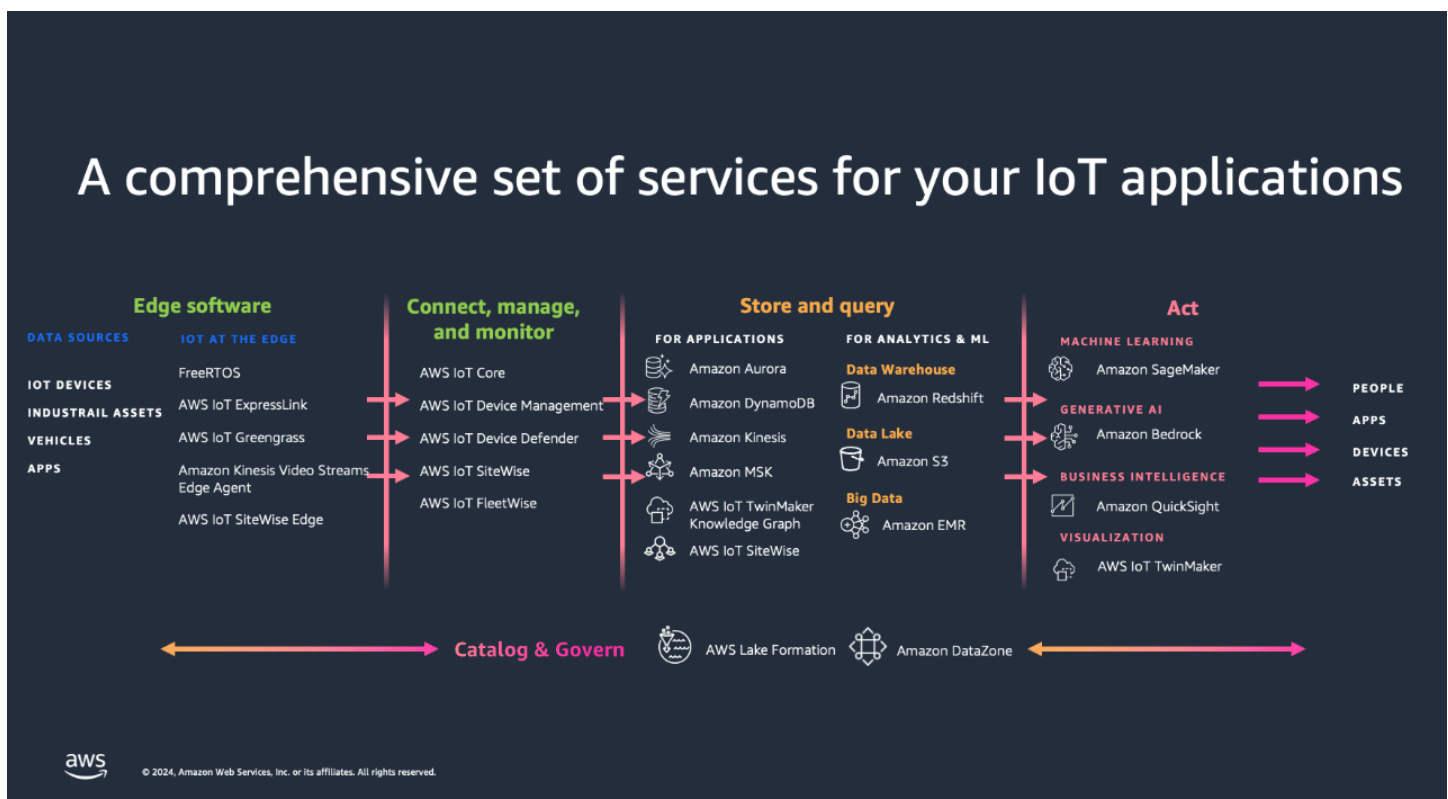 A comprehensive set of services for your IoT applications
Edge software
DATA SOURCES
IOT DEVICES
INDUSTRAIL ASSETS
VEHICLES
APPS
IOT AT THE EDGE
FreeRTOS
AWS IoT ExpressLink
AWS IoT Greengrass
Amazon Kinesis Video Streams
Edge Agent
AWS IoT SiteWise Edge
Connect, manage,
and monitor
AWS IoT Core
AWS IoT Device Management
AWS IoT Device Defender
AWS IoT SiteWise
AWS IoT FleetWise
Store and query
FOR APPLICATIONS
Amazon Aurora
Amazon DynamoDB
Amazon Kinesis
Amazon MSK
AWS IoT TwinMaker
Knowledge Graph
AWS IoT SiteWise
FOR ANALYTICS & ML
Data Warehouse
Amazon Redshift
Data Lake
Amazon S3
Big Data
Amazon EMR
Act
MACHINE LEARNING
Amazon SageMaker
GENERATIVE AI
Amazon Bedrock
BUSINESS INTELLIGENCE
Amazon QuickSight
VISUALIZATION
AWS IoT TwinMaker
PEOPLE
APPS
DEVICES
ASSETS
Catalog & Govern
AWS Lake Formation
Amazon DataZone
aws
© 2024, Amazon Web Services, Inc. or its affiliates. All rights reserved.